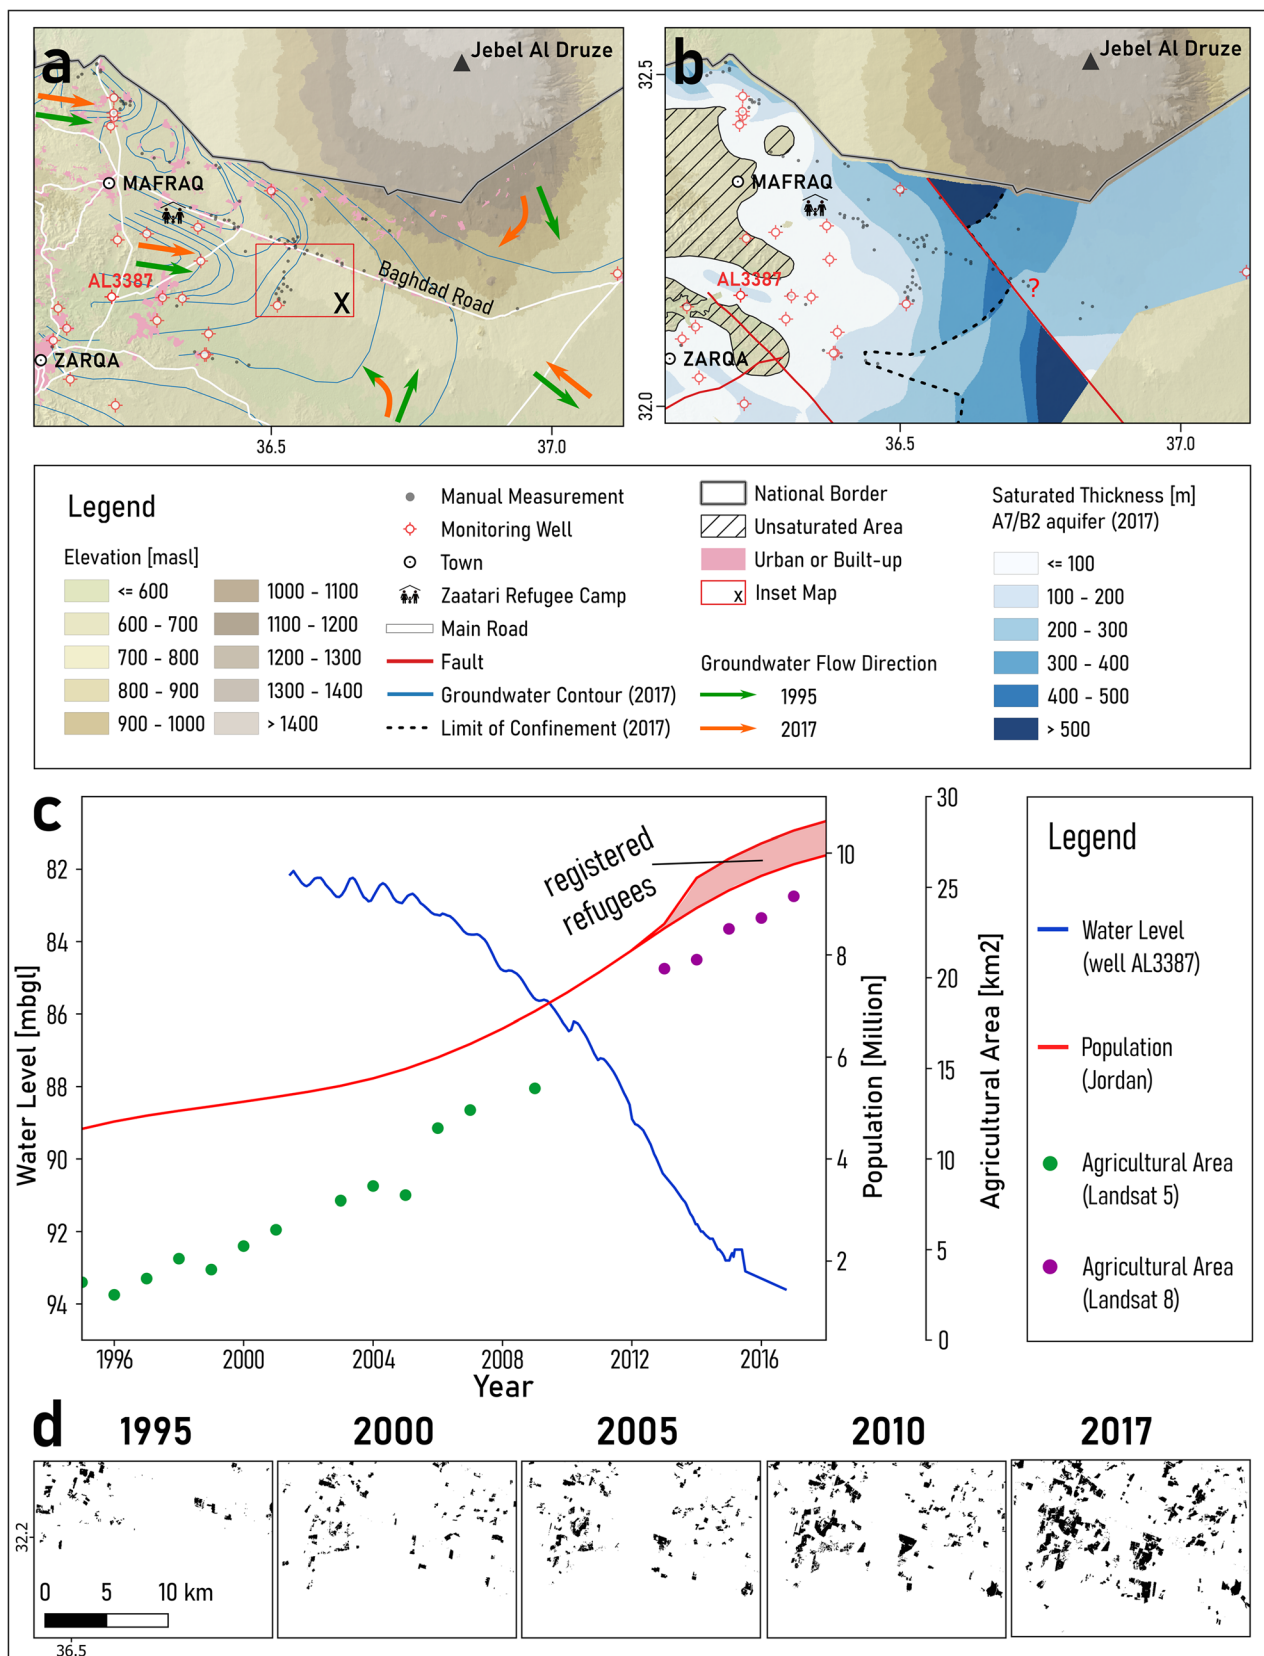 a
Jebel Al Druze
MAFRAQ
AL3387
ZARQA
Baghdad Road
X
36.5
37.0
b
Jebel Al Druze
32.5
MAFRAQ
AL3387
?
ZARQA
32.0
36.5
37.0
Legend
Elevation [masl]
<= 600
600 - 700
700 - 800
800 - 900
900 - 1000
1000 - 1100
1100 - 1200
1200 - 1300
1300 - 1400
> 1400
Manual Measurement
Monitoring Well
Town
Zaatari Refugee Camp
Main Road
Fault
Groundwater Contour (2017)
Limit of Confinement (2017)
National Border
Unsaturated Area
Urban or Built-up
x Inset Map
Groundwater Flow Direction
1995
2017
Saturated Thickness [m]
A7/B2 aquifer (2017)
<= 100
100 - 200
200 - 300
300 - 400
400 - 500
> 500
c
Water Level [mbgl]
82
84
86
88
90
92
94
registered
refugees
1996
2000
2004
2008
2012
2016
Year
Population [Million]
10
8
6
4
2
Agricultural Area [km2]
30
25
20
15
10
5
0
Legend
Water Level
(well AL3387)
Population
(Jordan)
Agricultural Area
(Landsat 5)
Agricultural Area
(Landsat 8)
d
1995
2000
2005
2010
2017
32.2
0 5 10 km
36.5